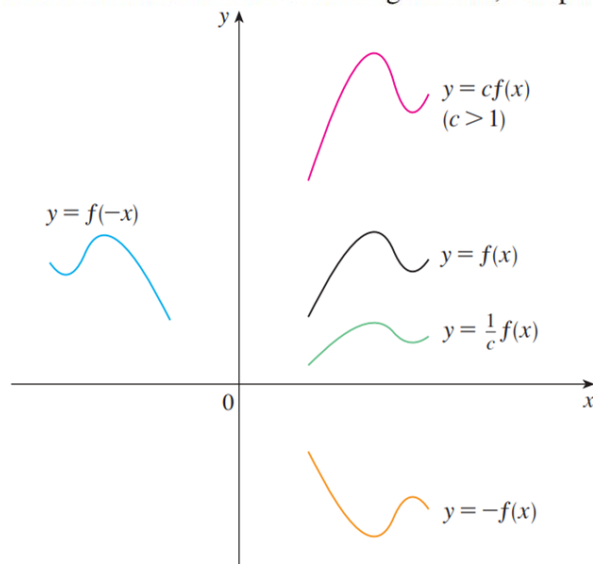 y
y = cf(x)
(c > 1)
y = f(−x)
y = f(x)
y = 1/c f(x)
0
x
y = −f(x)